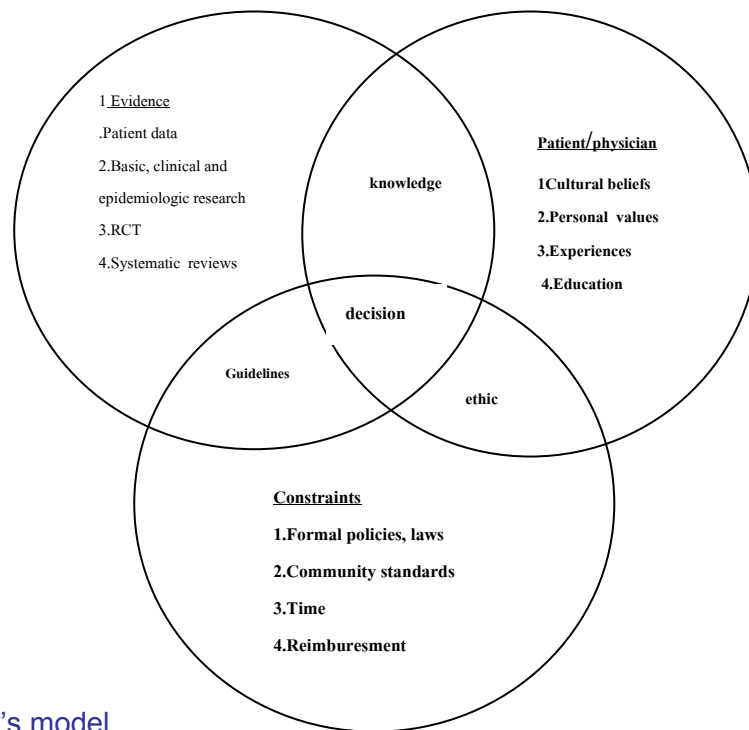 1 Evidence
.Patient data
2.Basic, clinical and
epidemiologic research
3.RCT
4.Systematic reviews
knowledge
Patient/physician
1Cultural beliefs
2.Personal values
3.Experiences
4.Education
decision
Guidelines
ethic
Constraints
1.Formal policies, laws
2.Community standards
3.Time
4.Reimburesment
's model